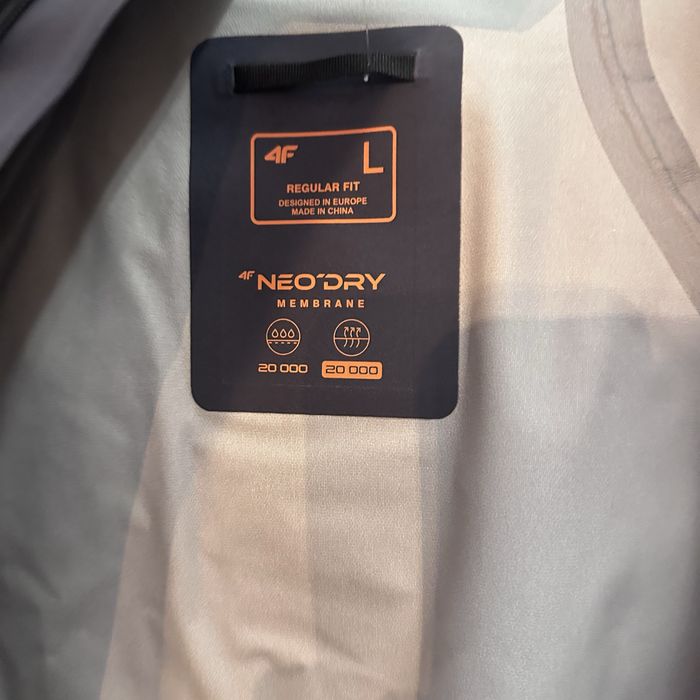 4F
L
REGULAR FIT
DESIGNED IN EUROPE
MADE IN CHINA
4F NEO'DRY
MEMBRANE
20 000 20 000